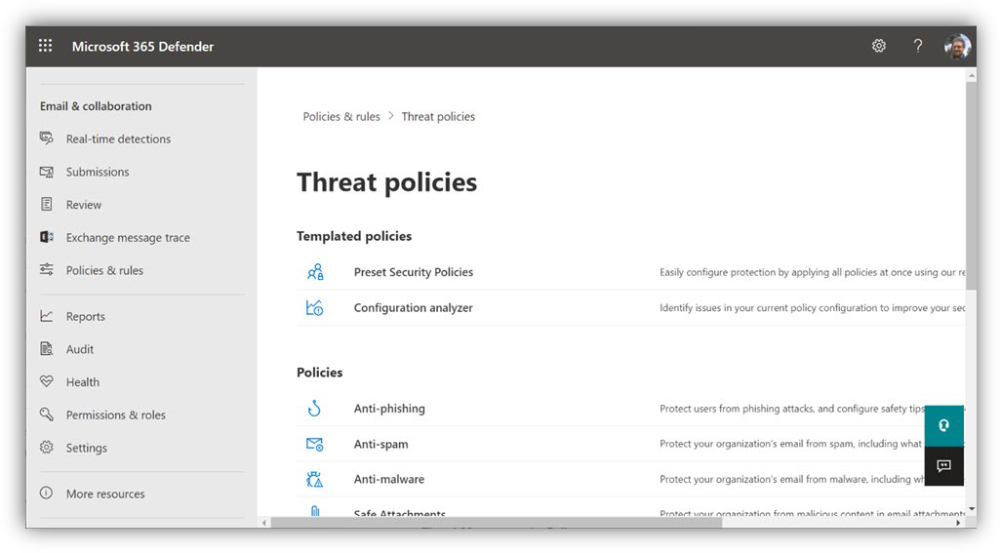 Microsoft 365 Defender
?
Email & collaboration
Real-time detections
Submissions
Review
Exchange message trace
Policies & rules
Reports
Audit
Health
Permissions & roles
Settings
More resources
Policies & rules > Threat policies
Threat policies
Templated policies
Preset Security Policies Easily configure protection by applying all policies at once using our re
Configuration analyzer Identify issues in your current policy configuration to improve your sec
Policies
Anti-phishing Protect users from phishing attacks, and configure safety tips
Anti-spam Protect your organization's email from spam, including what
Anti-malware Protect your organization's email from malware, including wh
Safe Attachments Protect your organization from malicious content in email attachments